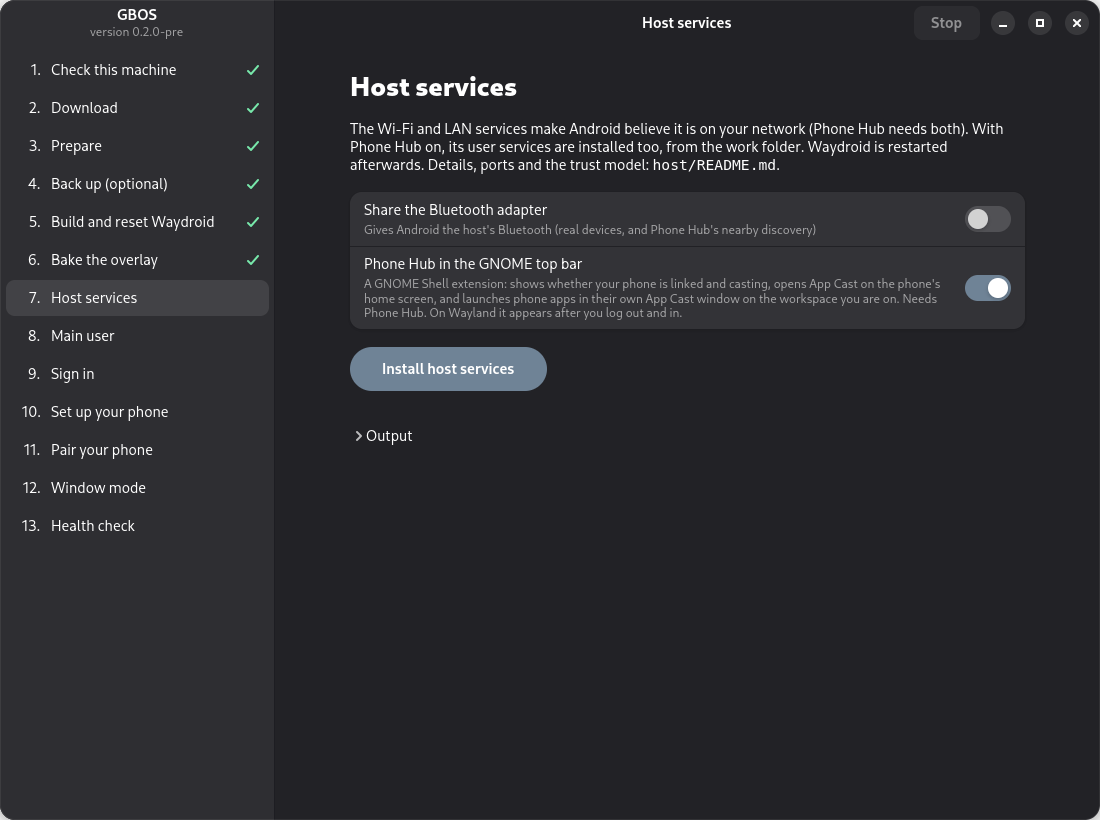 GBOS
version 0.2.0-pre
1. Check this machine
2. Download
3. Prepare
4. Back up (optional)
5. Build and reset Waydroid
6. Bake the overlay
7. Host services
8. Main user
9. Sign in
10. Set up your phone
11. Pair your phone
12. Window mode
13. Health check
Host services
Stop
Host services
The Wi-Fi and LAN services make Android believe it is on your network (Phone Hub needs both). With
Phone Hub on, its user services are installed too, from the work folder. Waydroid is restarted
afterwards. Details, ports and the trust model: host/README.md.
Share the Bluetooth adapter
Gives Android the host's Bluetooth (real devices, and Phone Hub's nearby discovery)
Phone Hub in the GNOME top bar
A GNOME Shell extension: shows whether your phone is linked and casting, opens App Cast on the phone's
home screen, and launches phone apps in their own App Cast window on the workspace you are on. Needs
Phone Hub. On Wayland it appears after you log out and in.
Install host services
Output